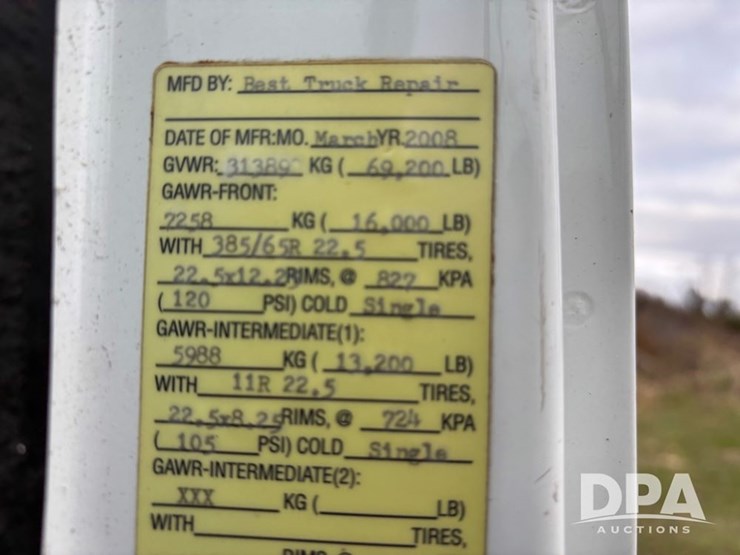 MFD BY: Best Truck Repair
DATE OF MFR:MO. March YR. 2008
GVWR: KG ( 69,200 LB)
GAWR-FRONT:
7258 KG ( 16,000 LB)
WITH 385/65R 22.5 TIRES,
22.5x12.25 RIMS, @ 827 KPA
( 120 PSI) COLD Single
GAWR-INTERMEDIATE(1):
5988 KG ( 13,200 LB)
WITH 11R 22.5 TIRES,
22.5x8.25 RIMS, @ 724 KPA
( 105 PSI) COLD Single
GAWR-INTERMEDIATE(2):
XXX KG ( LB)
WITH TIRES,
RIMS, @
DPA
AUCTIONS